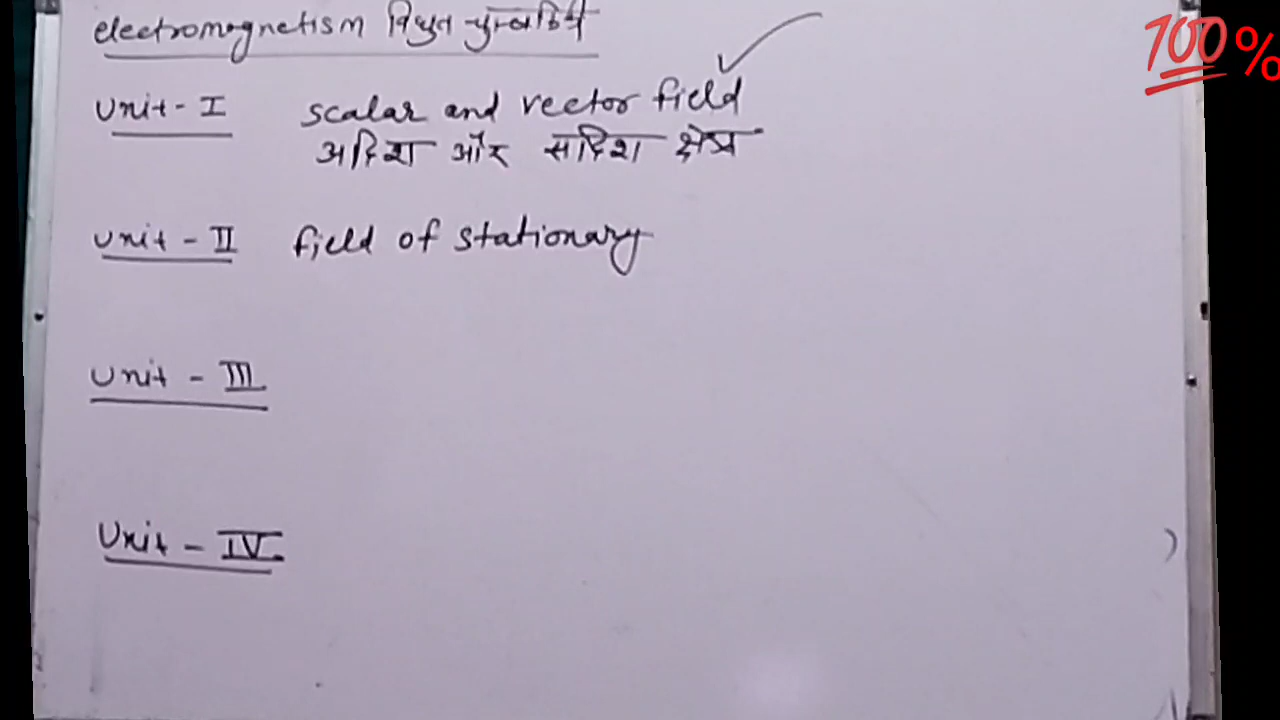 electromagnetism विधुत चुम्बकिय
100%
Unit - I scalar and vector field
अदिश और सदिश क्षेत्र
Unit - II field of stationary
Unit - III
Unit - IV